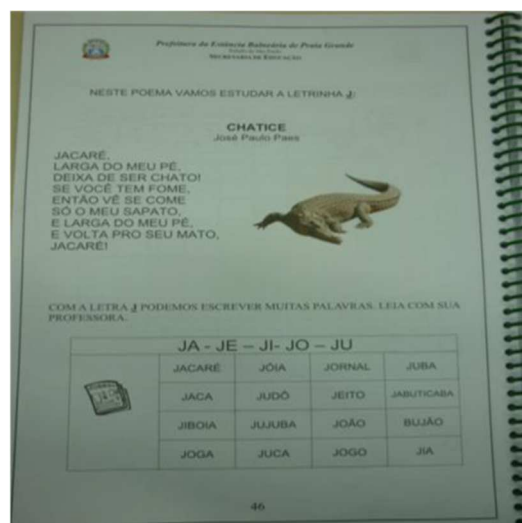 Prefeitura da Estância Balneária de Praia Grande
Estado de São Paulo
SECRETARIA DE EDUCAÇÃO
NESTE POEMA VAMOS ESTUDAR A LETRINHA J:
CHATICE
José Paulo Paes
JACARÉ,
LARGA DO MEU PÉ,
DEIXA DE SER CHATO!
SE VOCÊ TEM FOME,
ENTÃO VÊ SE COME
SÓ O MEU SAPATO,
E LARGA DO MEU PÉ,
E VOLTA PRO SEU MATO,
JACARÉ!
COM A LETRA J PODEMOS ESCREVER MUITAS PALAVRAS. LEIA COM SUA
PROFESSORA.
JA - JE – JI- JO – JU
JACARÉ JÓIA JORNAL JUBA
JACA JUDÔ JEITO JABUTICABA
JIBOIA JUJUBA JOÃO BUJÃO
JOGA JUCA JOGO JIA
46